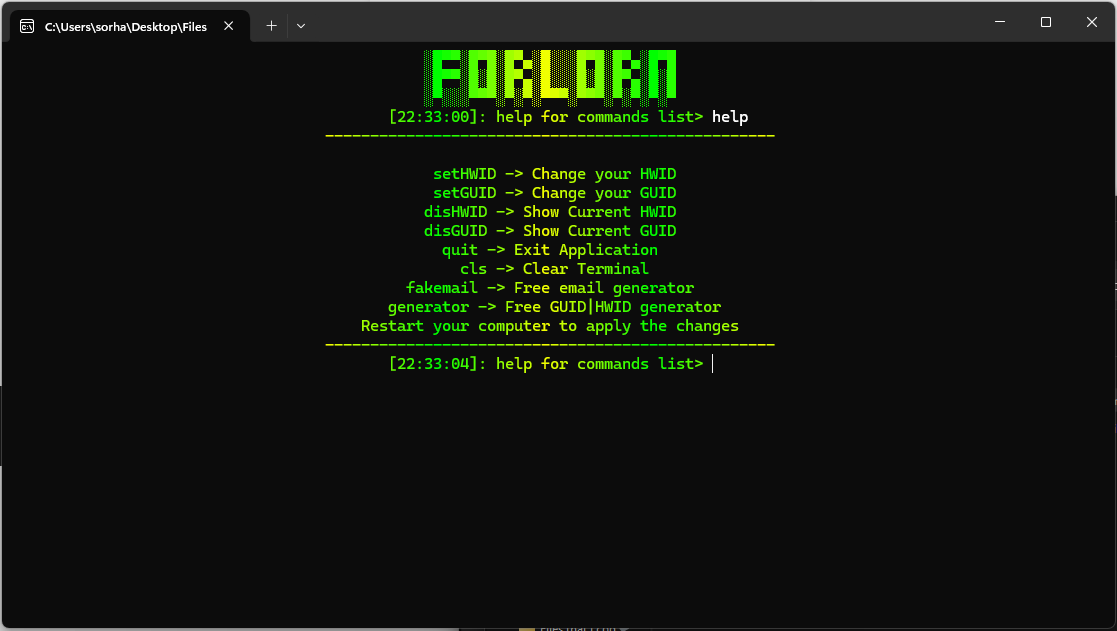 C:\Users\sorha\Desktop\Files
FORLORN
[22:33:00]: help for commands list> help
--------------------------------------------------
setHWID -> Change your HWID
setGUID -> Change your GUID
disHWID -> Show Current HWID
disGUID -> Show Current GUID
quit -> Exit Application
cls -> Clear Terminal
fakemail -> Free email generator
generator -> Free GUID|HWID generator
Restart your computer to apply the changes
--------------------------------------------------
[22:33:04]: help for commands list>